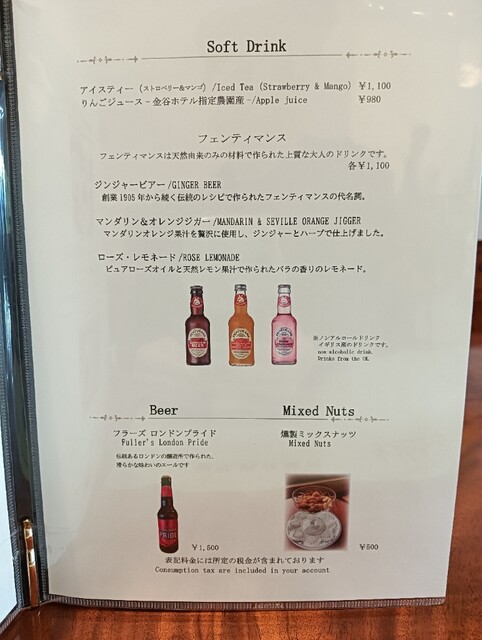 Soft Drink
アイスティー (ストロベリー&マンゴ) /Iced Tea (Strawberry & Mango) ￥1,100
りんごジュース－金谷ホテル指定農園産－/Apple juice ￥980
フェンティマンス
フェンティマンスは天然由来のみの材料で作られた上質な大人のドリンクです。
各￥1,100
ジンジャービアー/GINGER BEER
創業1905年から続く伝統のレシピで作られたフェンティマンスの代名詞。
マンダリン＆オレンジジガー/MANDARIN & SEVILLE ORANGE JIGGER
マンダリンオレンジ果汁を贅沢に使用し、ジンジャーとハーブで仕上げました。
ローズ・レモネード/ROSE LEMONADE
ピュアローズオイルと天然レモン果汁で作られたバラの香りのレモネード。
※ノンアルコールドリンク
イギリス産のドリンクです。
non alcoholic drink.
Drinks from the UK.
Beer
フラーズ ロンドンプライド
Fuller's London Pride
伝統あるロンドンの醸造所で作られた、
滑らかな味わいのエールです
PRIDE
￥1,500
Mixed Nuts
燻製ミックスナッツ
Mixed Nuts
￥500
表記料金には所定の税金が含まれております
Consumption tax are included in your account